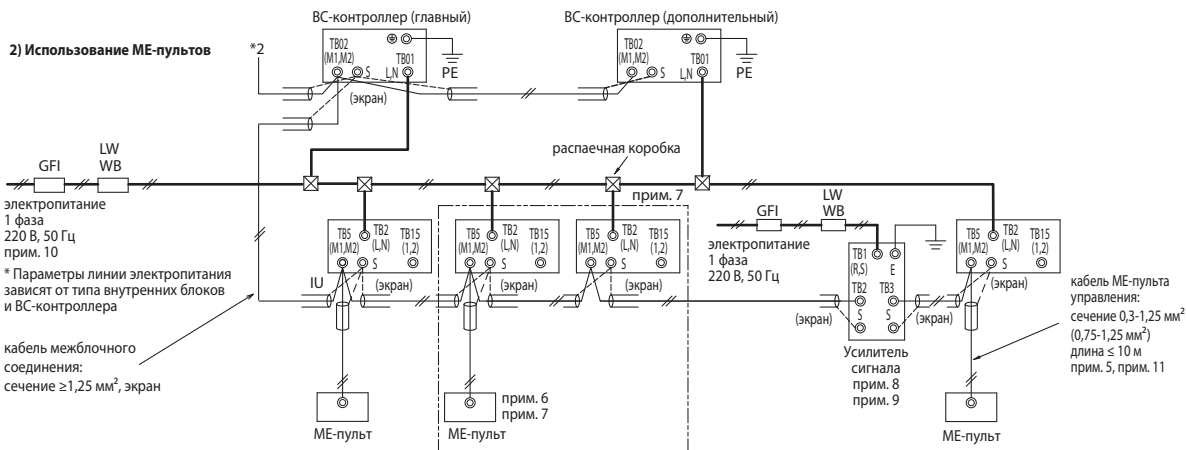 2) Использование МЕ-пультов
*2
ВС-контроллер (главный)
TB02
(M1,M2)
S
TB01
L,N
PE
(экран)
ВС-контроллер (дополнительный)
TB02
(M1,M2)
S
TB01
L,N
PE
распаечная коробка
GFI
LW
WB
электропитание
1 фаза
220 В, 50 Гц
прим. 10
* Параметры линии электропитания
зависят от типа внутренних блоков
и ВС-контроллера
кабель межблочного
соединения:
сечение ≥1,25 мм², экран
IU
TB5
(M1,M2)
TB2
(L,N)
TB15
(1,2)
S
(экран)
МЕ-пульт
прим. 7
TB5
(M1,M2)
TB2
(L,N)
TB15
(1,2)
S
(экран)
МЕ-пульт
прим. 6
прим. 7
TB5
(M1,M2)
TB2
(L,N)
TB15
(1,2)
S
(экран)
GFI
LW
WB
электропитание
1 фаза
220 В, 50 Гц
TB1
(R,S)
E
TB2
TB3
S
S
(экран)
(экран)
Усилитель
сигнала
прим. 8
прим. 9
TB5
(M1,M2)
TB2
(L,N)
TB15
(1,2)
S
(экран)
МЕ-пульт
кабель МЕ-пульта
управления:
сечение 0,3-1,25 мм²
(0,75-1,25 мм²)
длина ≤ 10 м
прим. 5, прим. 11